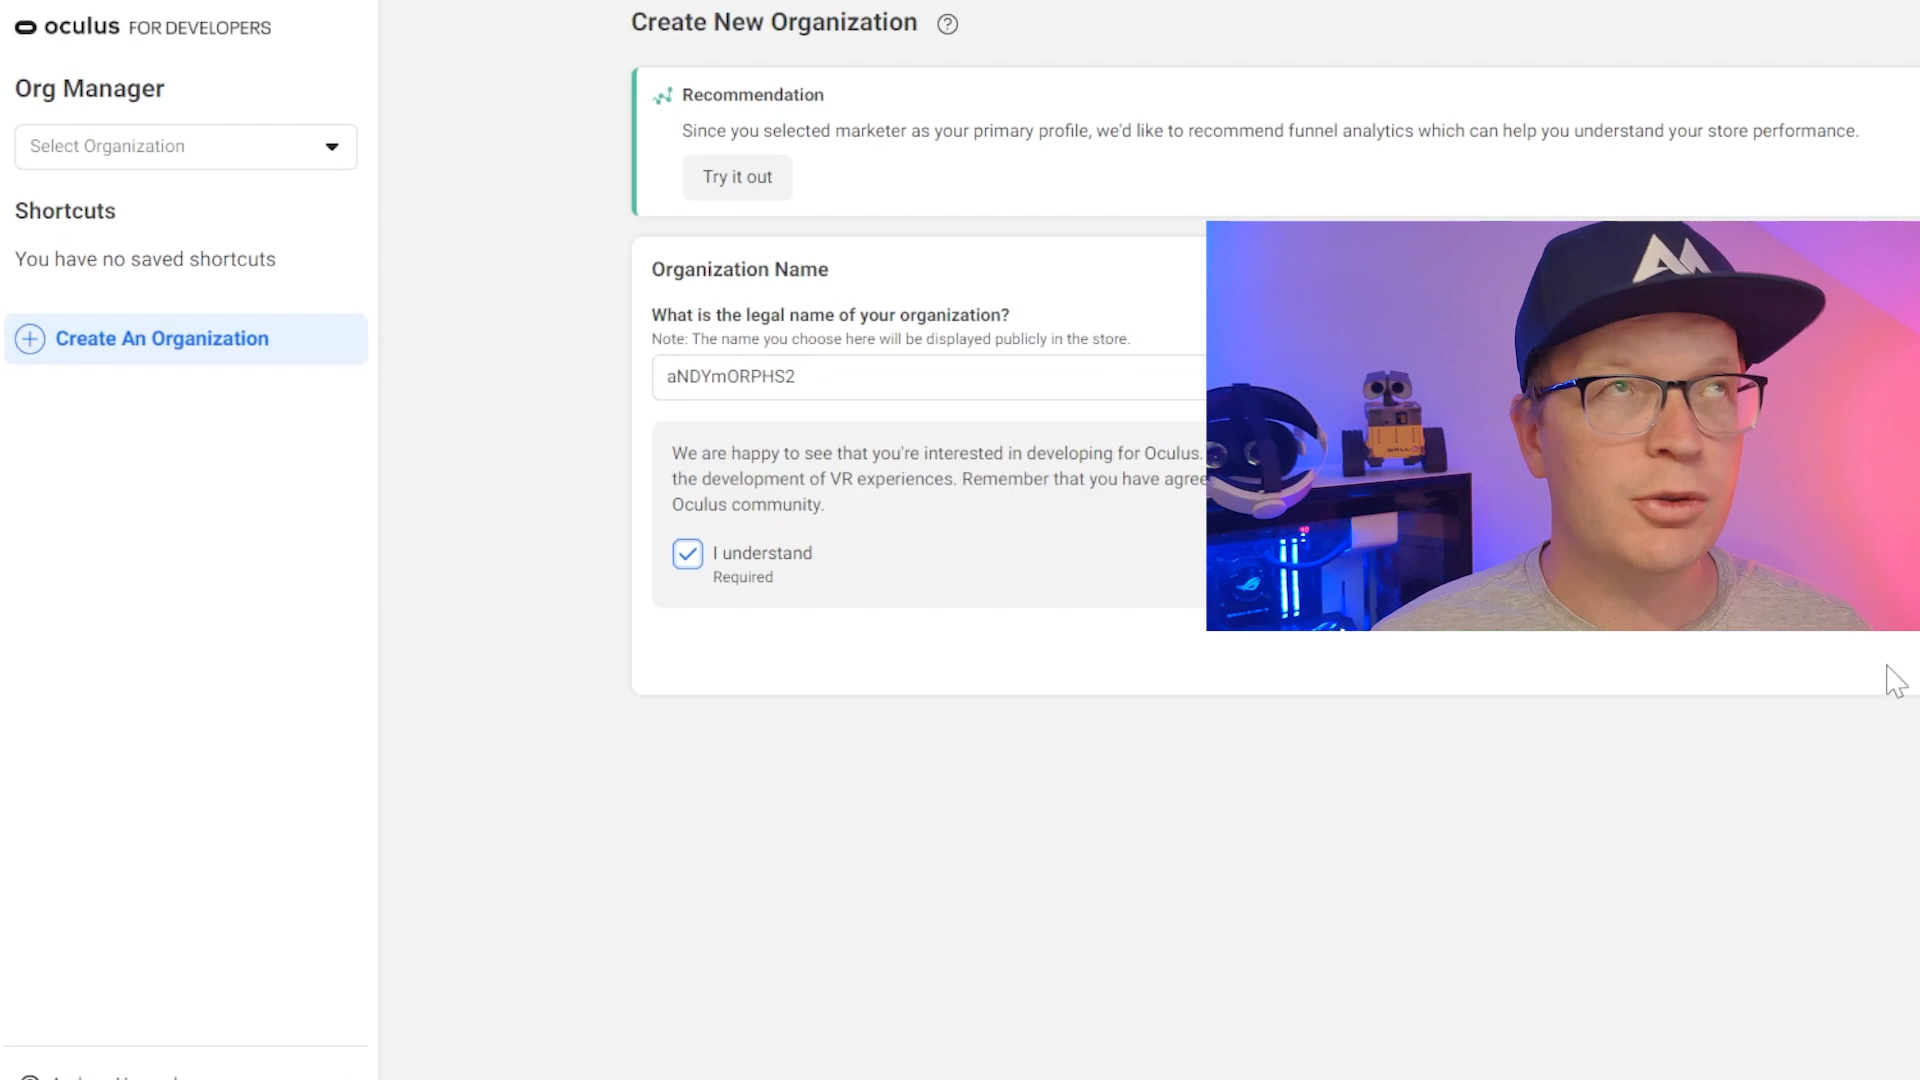 oculus FOR DEVELOPERS
Org Manager
Select Organization
Shortcuts
You have no saved shortcuts
Create An Organization
Create New Organization
Recommendation
Since you selected marketer as your primary profile, we'd like to recommend funnel analytics which can help you understand your store performance.
Try it out
Organization Name
What is the legal name of your organization?
Note: The name you choose here will be displayed publicly in the store.
aNDYmORPHS2
We are happy to see that you're interested in developing for Oculus.
the development of VR experiences. Remember that you have agree
Oculus community.
I understand
Required
AM
WALL·E